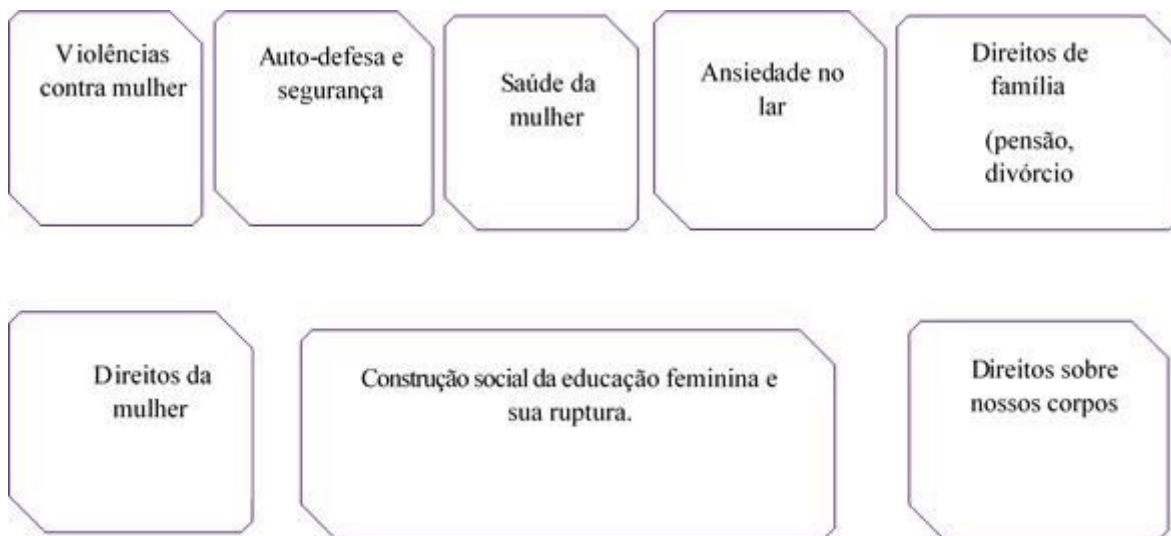 Violências
contra mulher
Auto-defesa e
segurança
Saúde da
mulher
Ansiedade no
lar
Direitos de
família
(pensão,
divórcio
Direitos da
mulher
Construção social da educação feminina e
sua ruptura.
Direitos sobre
nossos corpos